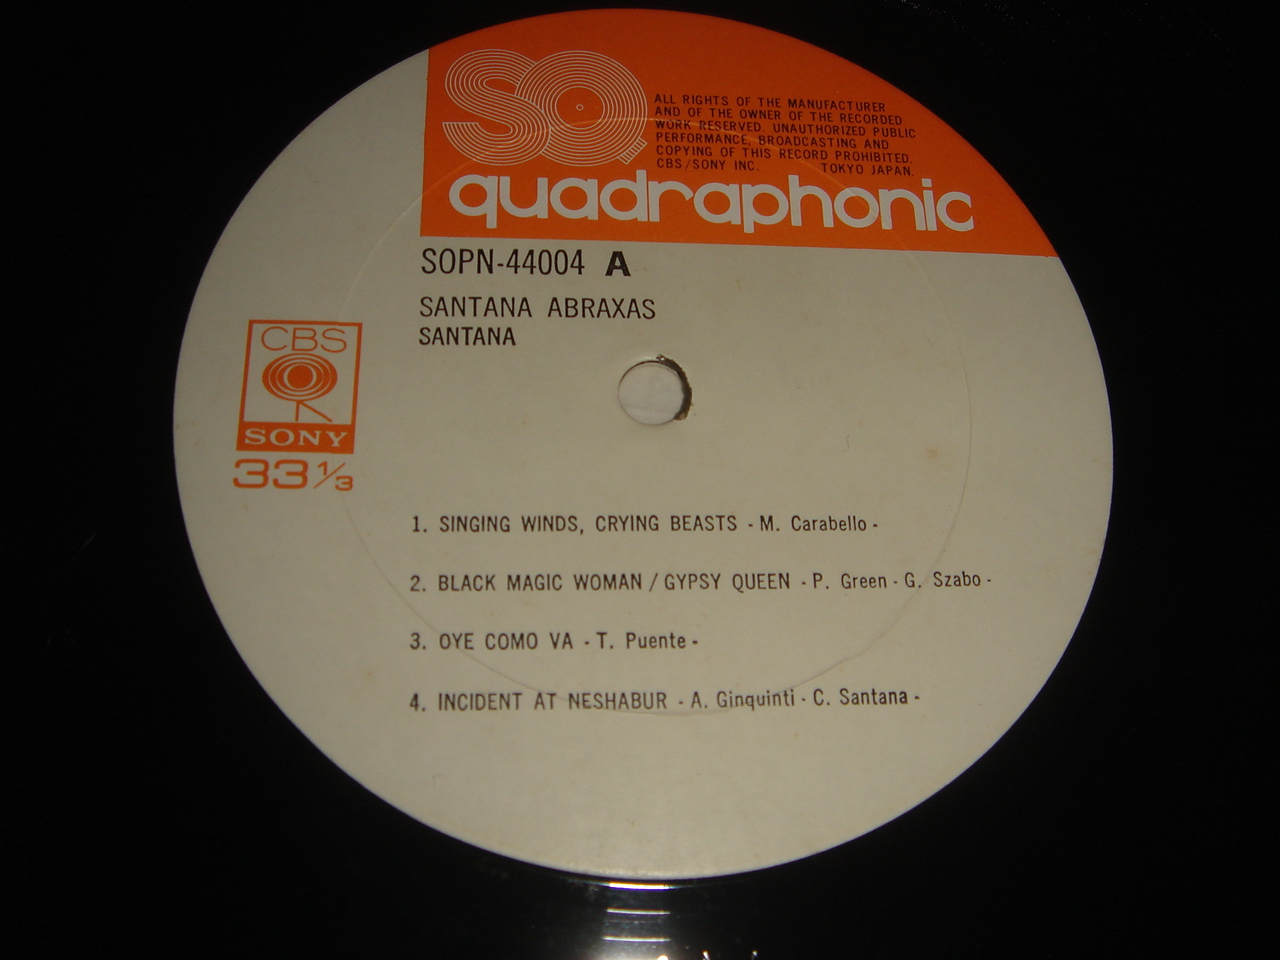 SQ
ALL RIGHTS OF THE MANUFACTURER
AND OF THE OWNER OF THE RECORDED
WORK RESERVED. UNAUTHORIZED PUBLIC
PERFORMANCE, BROADCASTING AND
COPYING OF THIS RECORD PROHIBITED.
CBS/SONY INC. TOKYO JAPAN.
quadraphonic
SOPN-44004 A
SANTANA ABRAXAS
SANTANA
CBS
SONY
33 1/3
1. SINGING WINDS, CRYING BEASTS - M. Carabello -
2. BLACK MAGIC WOMAN / GYPSY QUEEN - P. Green - G. Szabo -
3. OYE COMO VA - T. Puente -
4. INCIDENT AT NESHABUR - A. Ginquinti - C. Santana -